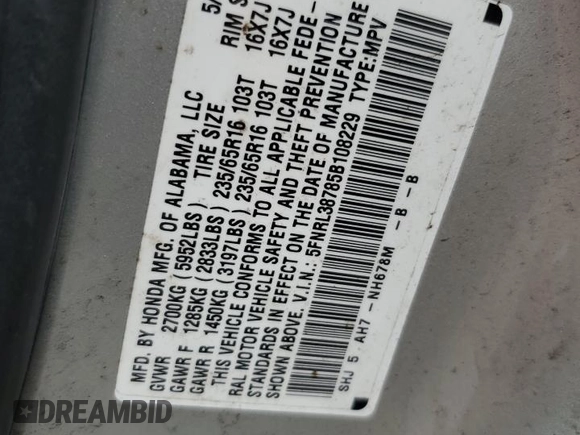 MFD. BY HONDA MFG. OF ALABAMA, LLC 5/
GVWR 2700KG (5952LBS) TIRE SIZE RIM S
GAWR F 1285KG (2833LBS) 235/65R16 103T 16X7J
GAWR R 1450KG (3197LBS) 235/65R16 103T 16X7J
THIS VEHICLE CONFORMS TO ALL APPLICABLE FEDE-
RAL MOTOR VEHICLE SAFETY AND THEFT PREVENTION
STANDARDS IN EFFECT ON THE DATE OF MANUFACTURE
SHOWN ABOVE. V.I.N.: 5FNRL38785B108229 TYPE:MPV
SHJ 5 AH7 - NH678M - B - B
DREAMBID